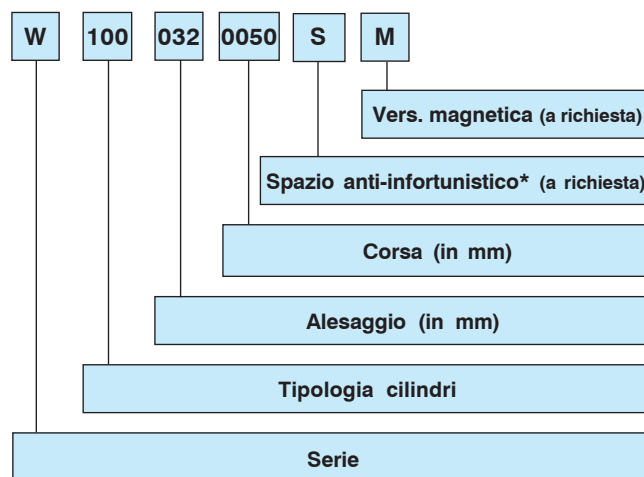 W 100 032 0050 S M
Vers. magnetica (a richiesta)
Spazio anti-infortunistico* (a richiesta)
Corsa (in mm)
Alesaggio (in mm)
Tipologia cilindri
Serie